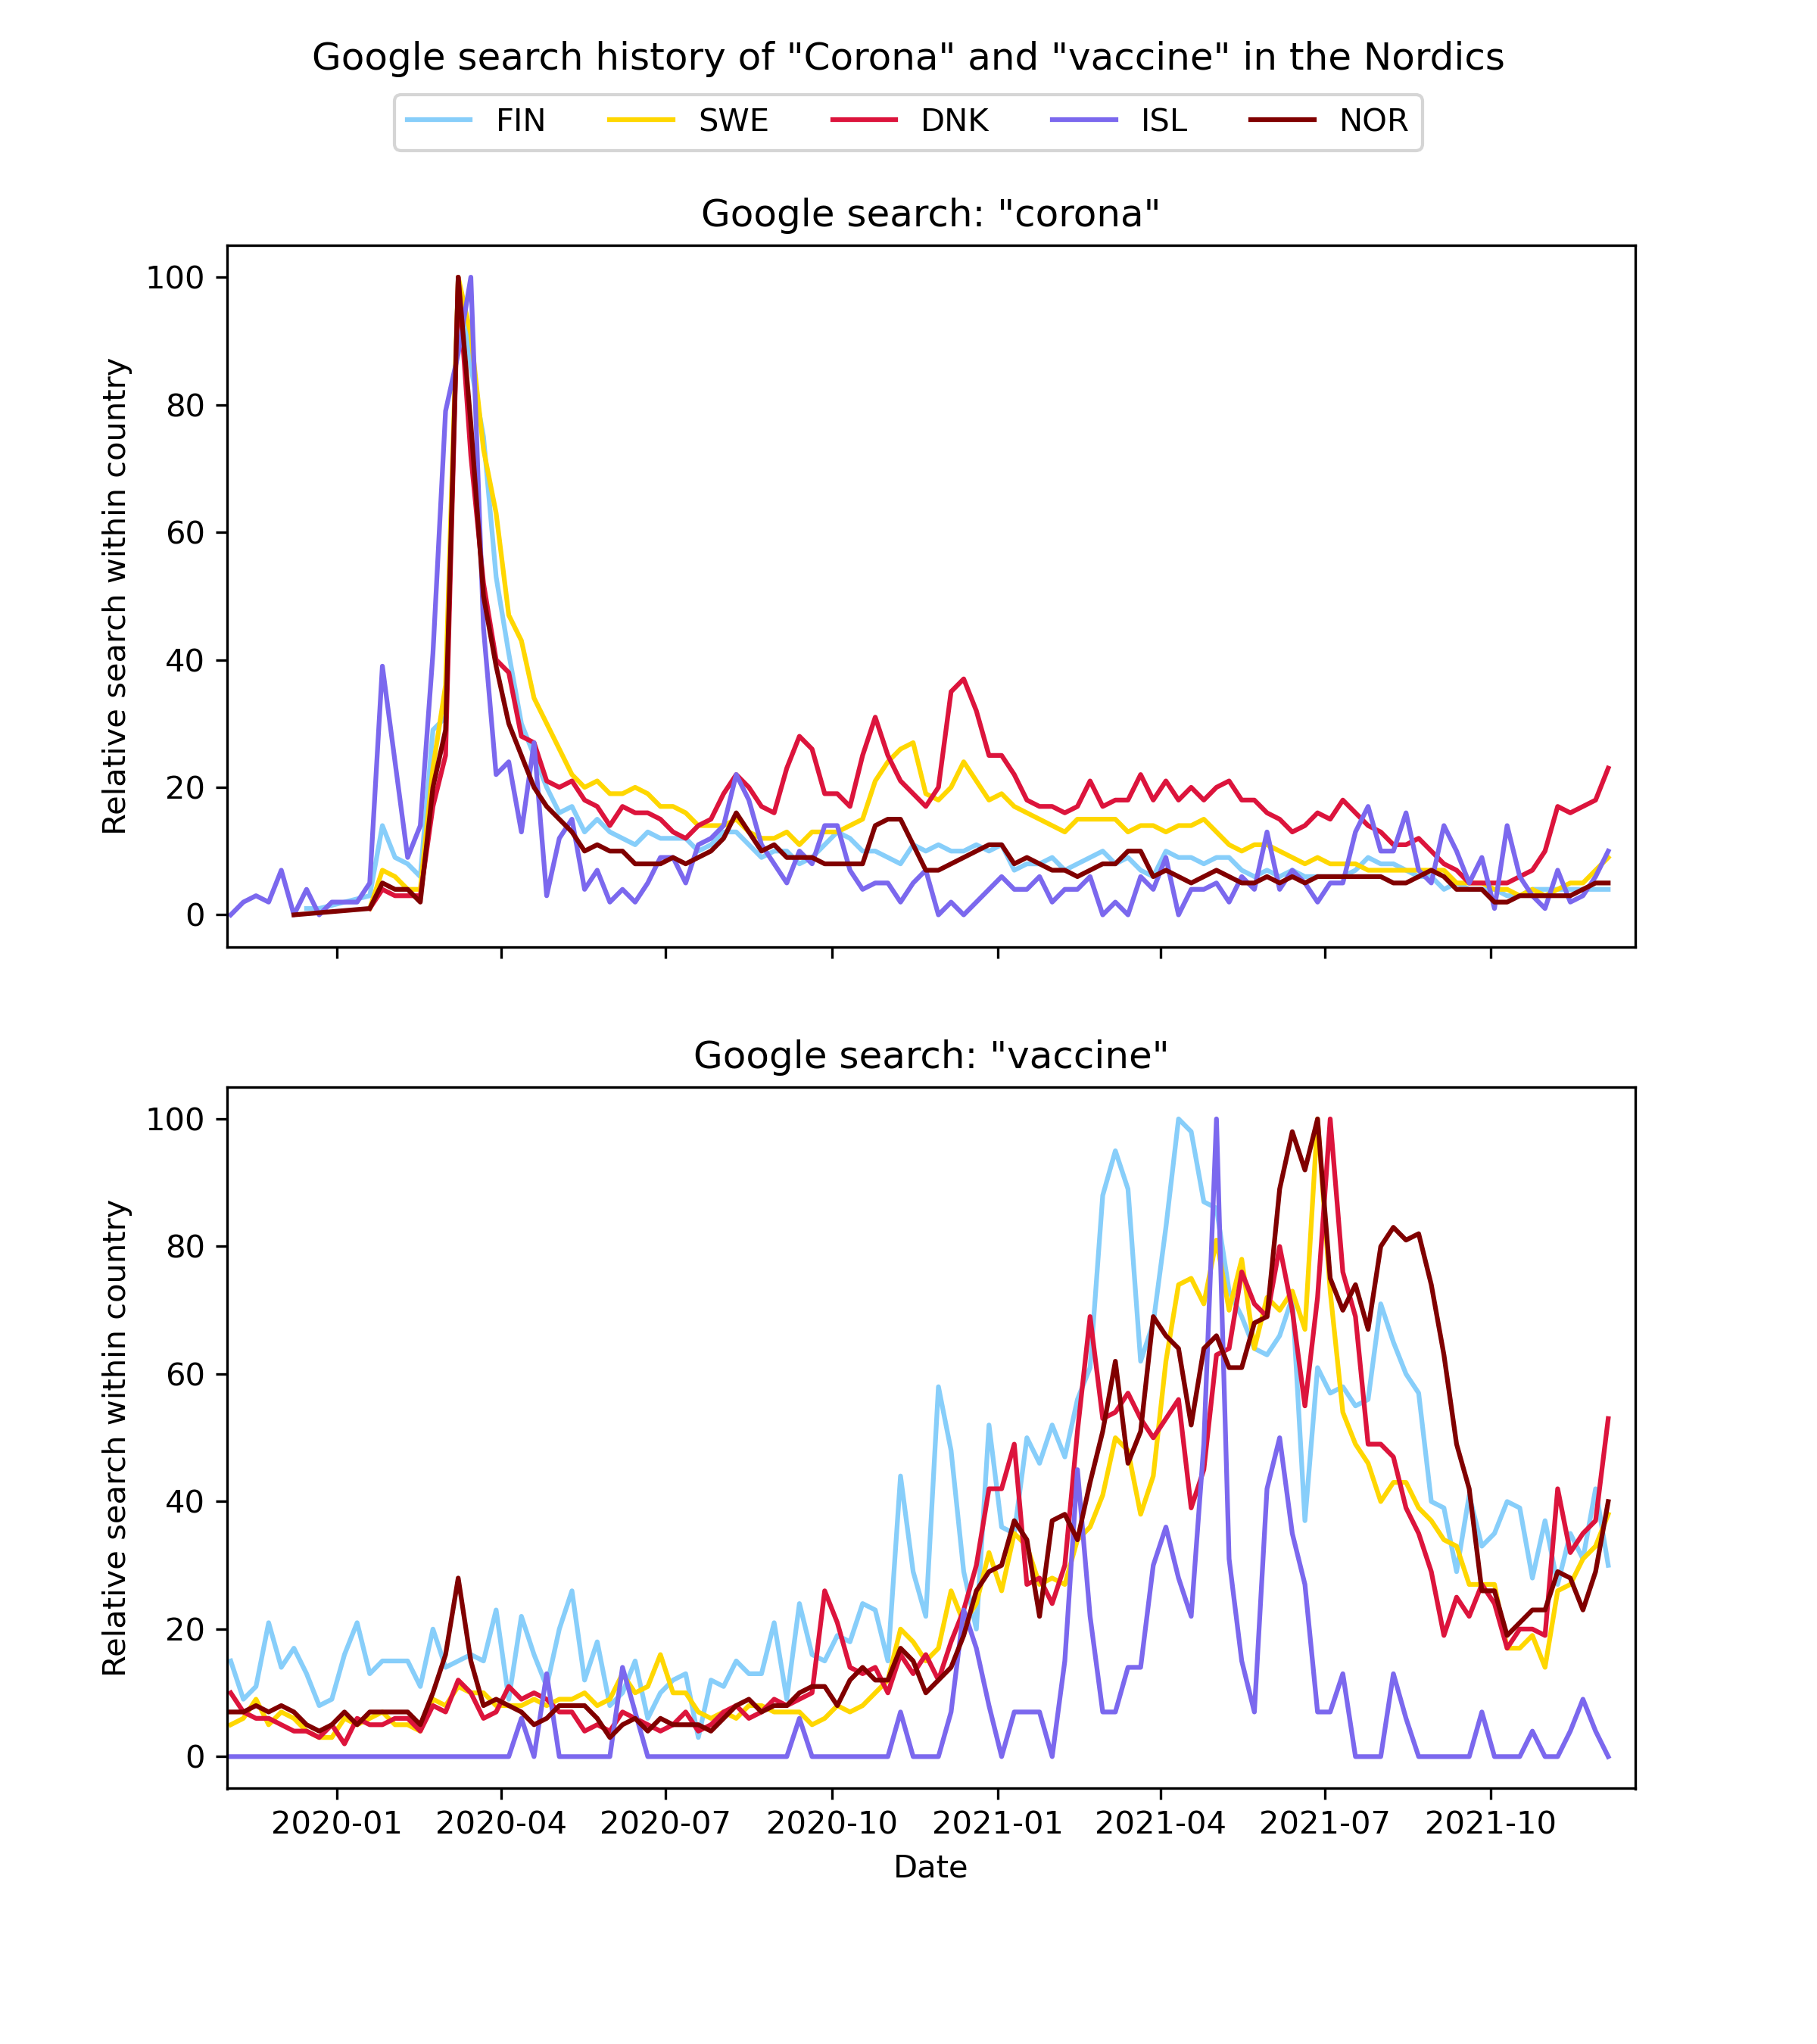 Google search history of "Corona" and "vaccine" in the Nordics
FIN SWE DNK ISL NOR
Google search: "corona"
Relative search within country
100
80
60
40
20
0
Google search: "vaccine"
Relative search within country
100
80
60
40
20
0
2020-01 2020-04 2020-07 2020-10 2021-01 2021-04 2021-07 2021-10
Date